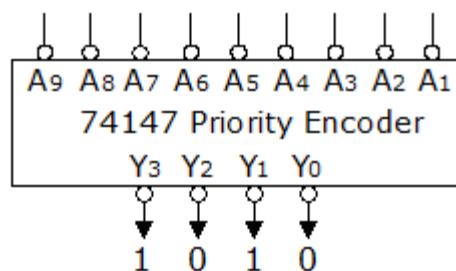 A9 A8 A7 A6 A5 A4 A3 A2 A1
74147 Priority Encoder
Y3 Y2 Y1 Y0
1 0 1 0